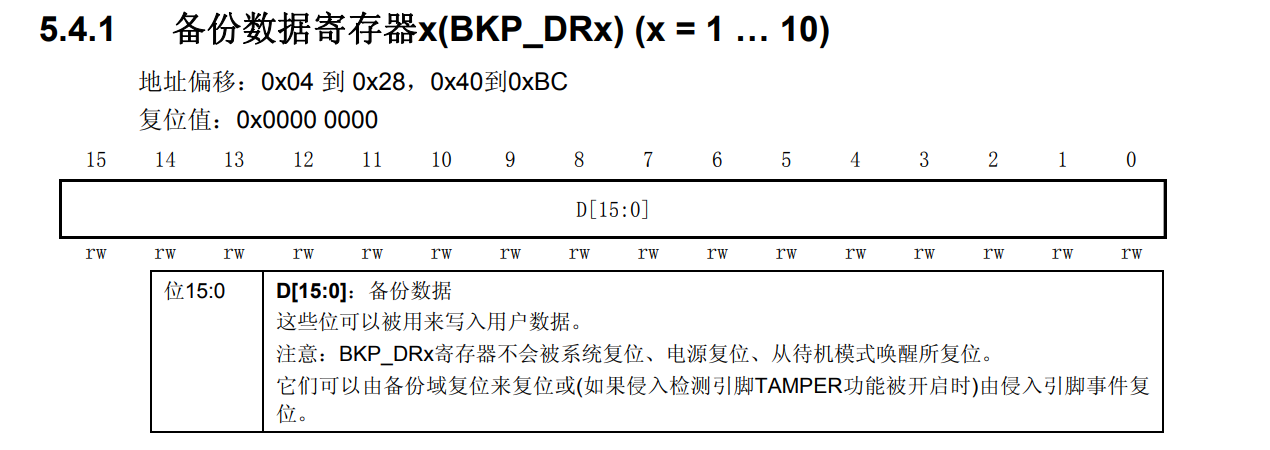 5.4.1 备份数据寄存器x(BKP_DRx) (x = 1 … 10)
地址偏移：0x04 到 0x28，0x40到0xBC
复位值：0x0000 0000
15 14 13 12 11 10 9 8 7 6 5 4 3 2 1 0
D[15:0]
rw rw rw rw rw rw rw rw rw rw rw rw rw rw rw rw
位15:0 D[15:0]：备份数据
这些位可以被用来写入用户数据。
注意：BKP_DRx寄存器不会被系统复位、电源复位、从待机模式唤醒所复位。
它们可以由备份域复位来复位或(如果侵入检测引脚TAMPER功能被开启时)由侵入引脚事件复
位。